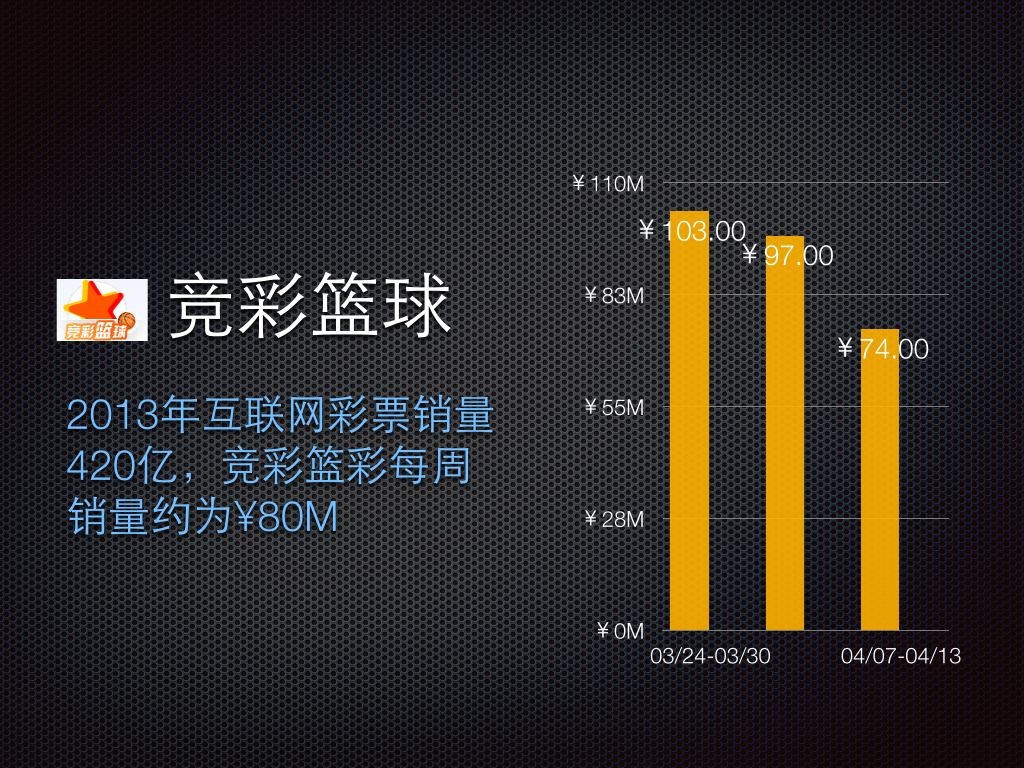 竞彩篮球
竞彩篮球
2013年互联网彩票销量
420亿，竞彩篮彩每周
销量约为¥80M
￥110M
￥83M
￥55M
￥28M
￥0M
￥103.00
￥97.00
￥74.00
03/24-03/30
04/07-04/13